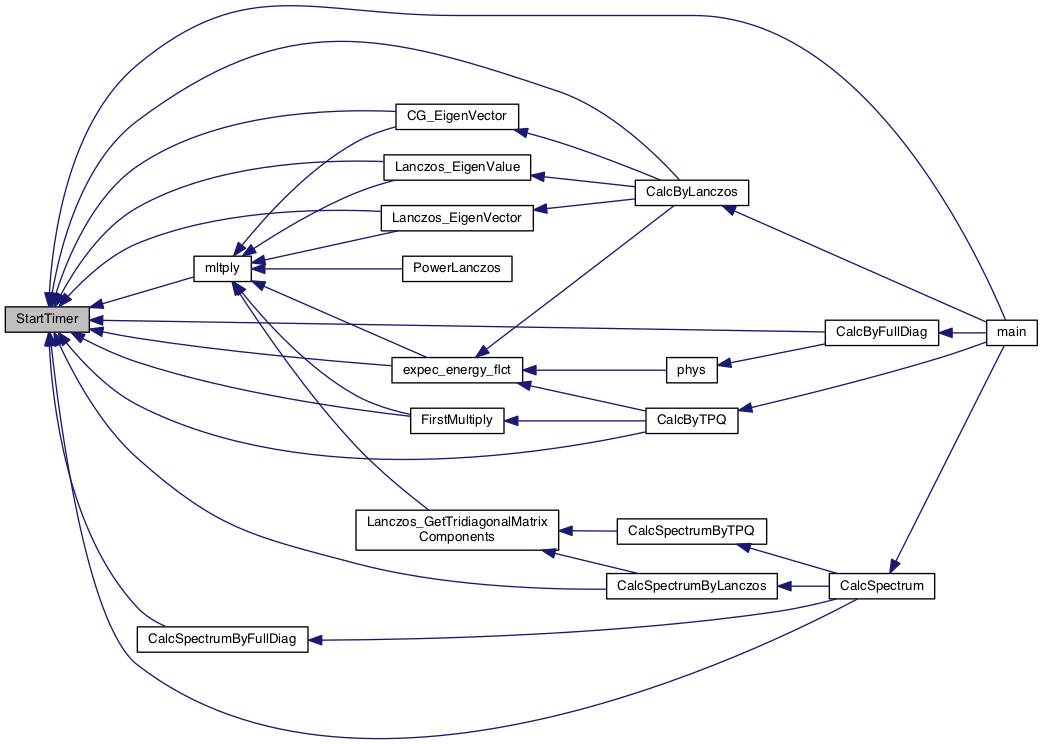 CG_EigenVector
Lanczos_EigenValue
CalcByLanczos
Lanczos_EigenVector
mltply
PowerLanczos
StartTimer
CalcByFullDiag
main
expec_energy_flct
phys
FirstMultiply
CalcByTPQ
Lanczos_GetTridiagonalMatrix
Components
CalcSpectrumByTPQ
CalcSpectrumByLanczos
CalcSpectrum
CalcSpectrumByFullDiag